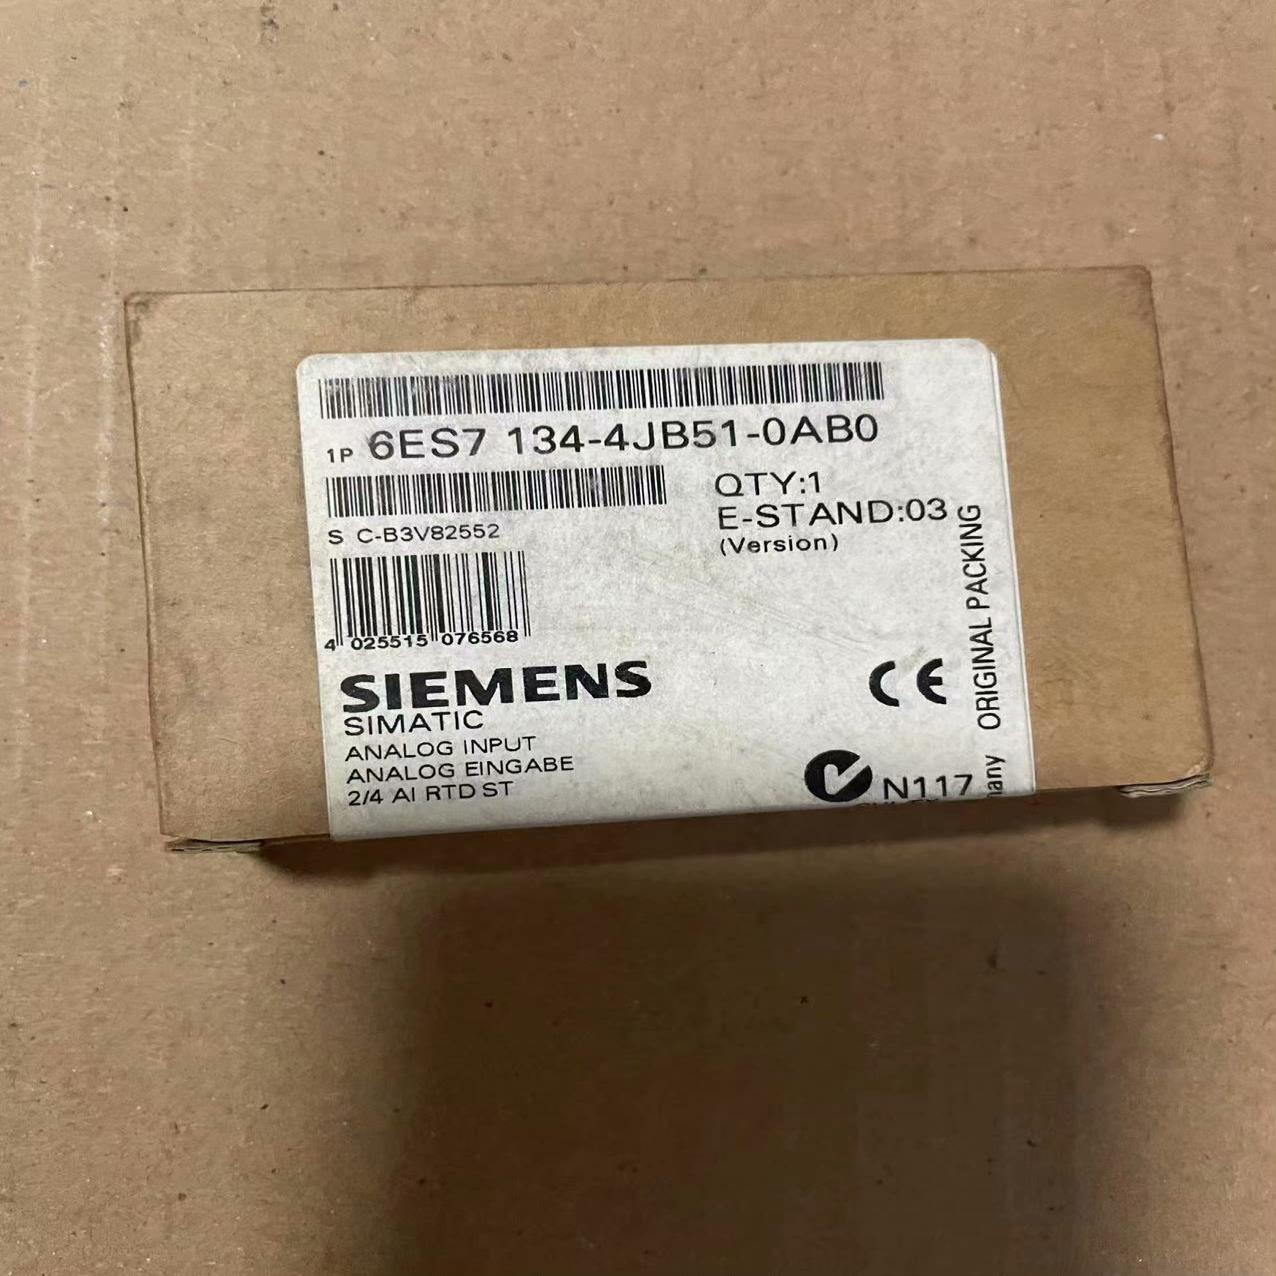 1P 6ES7 134-4JB51-0AB0
S C-B3V82552
QTY:1
E-STAND:03
(Version)
4 025515 076568
SIEMENS
SIMATIC
ANALOG INPUT
ANALOG EINGABE
2/4 AI RTD ST
CE
N117
ORIGINAL PACKING